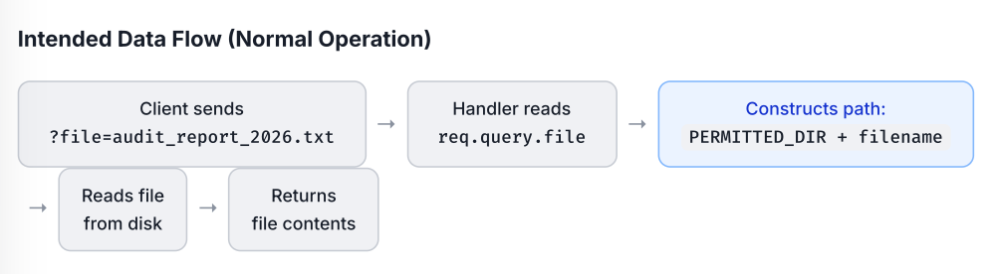 Intended Data Flow (Normal Operation)
Client sends
?file=audit_report_2026.txt
→
Handler reads
req.query.file
→
Constructs path:
PERMITTED_DIR + filename
→
Reads file
from disk
→
Returns
file contents